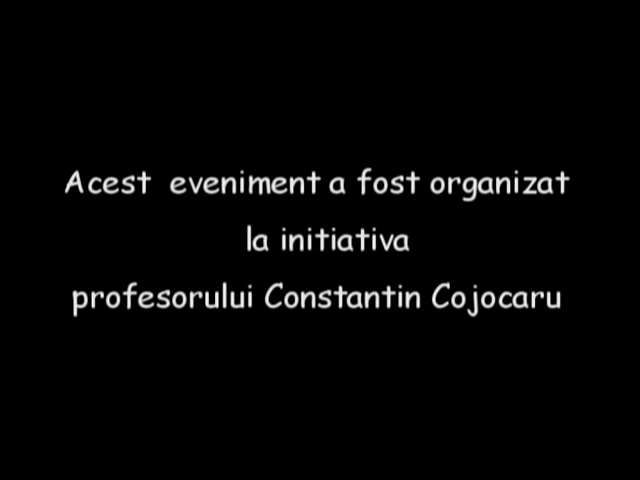 Acest eveniment a fost organizat
la initiativa
profesorului Constantin Cojocaru